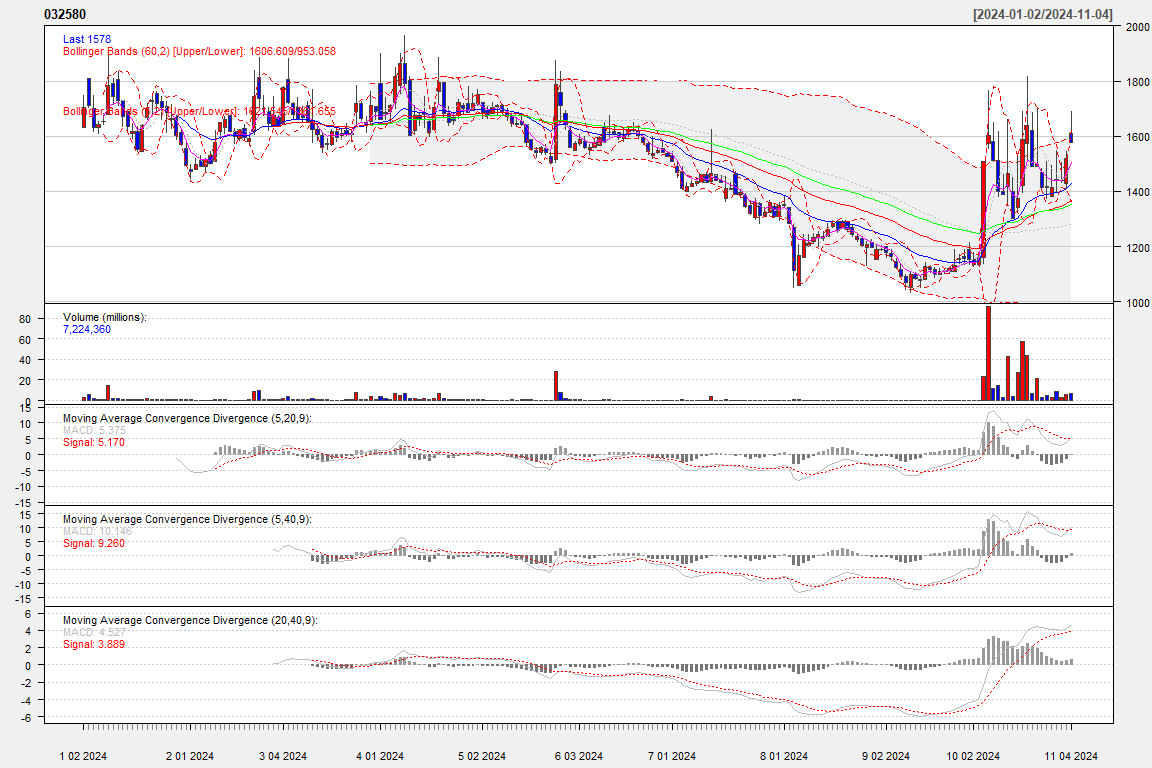 032580
[2024-01-02/2024-11-04]
Last 1578
Bollinger Bands (60,2) [Upper/Lower]: 1606.609/953.058
2000
1800
1600
1400
1200
1000
Volume (millions):
7,224,360
80
60
40
20
0
Moving Average Convergence Divergence (5,20,9):
MACD: 5.375
Signal: 5.170
15
10
5
0
-5
-10
-15
Moving Average Convergence Divergence (5,40,9):
MACD: 10.146
Signal: 9.260
15
10
5
0
-5
-10
-15
Moving Average Convergence Divergence (20,40,9):
MACD: 4.527
Signal: 3.889
6
4
2
0
-2
-4
-6
1 02 2024
2 01 2024
3 04 2024
4 01 2024
5 02 2024
6 03 2024
7 01 2024
8 01 2024
9 02 2024
10 02 2024
11 04 2024